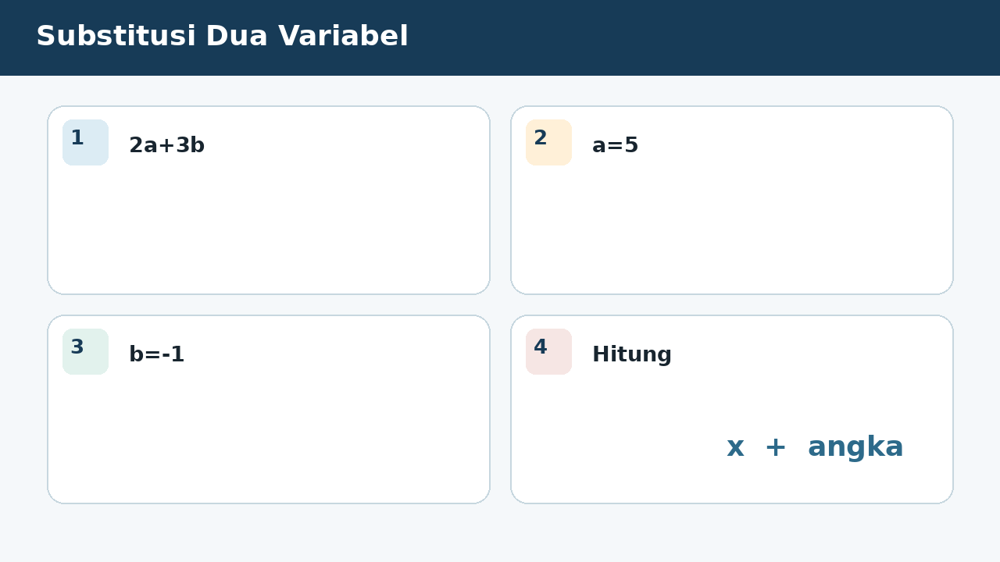 Substitusi Dua Variabel
1
2a+3b
2
a=5
3
b=-1
4
Hitung
x + angka